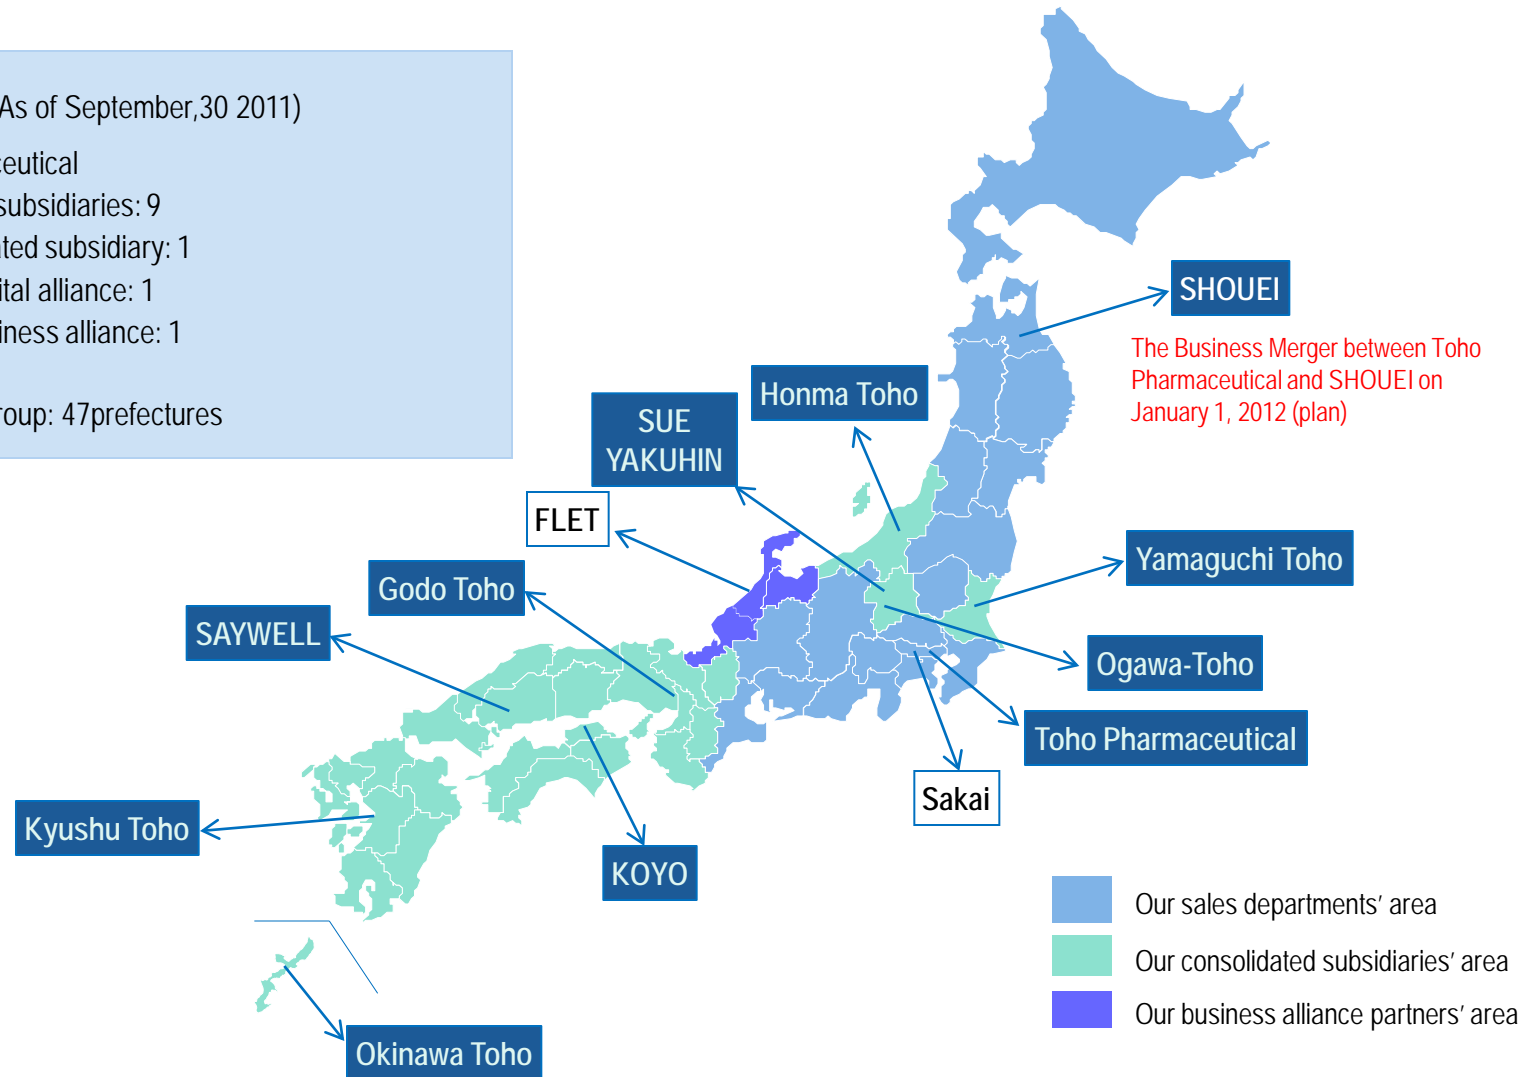 As of September,30 2011)
ceutical
subsidiaries: 9
ated subsidiary: 1
ital alliance: 1
iness alliance: 1
roup: 47prefectures
SHOUEI
The Business Merger between Toho
Pharmaceutical and SHOUEI on
January 1, 2012 (plan)
Honma Toho
SUE
YAKUHIN
FLET
Yamaguchi Toho
Godo Toho
SAYWELL
Ogawa-Toho
Toho Pharmaceutical
Sakai
Kyushu Toho
KOYO
Our sales departments' area
Our consolidated subsidiaries' area
Our business alliance partners' area
Okinawa Toho